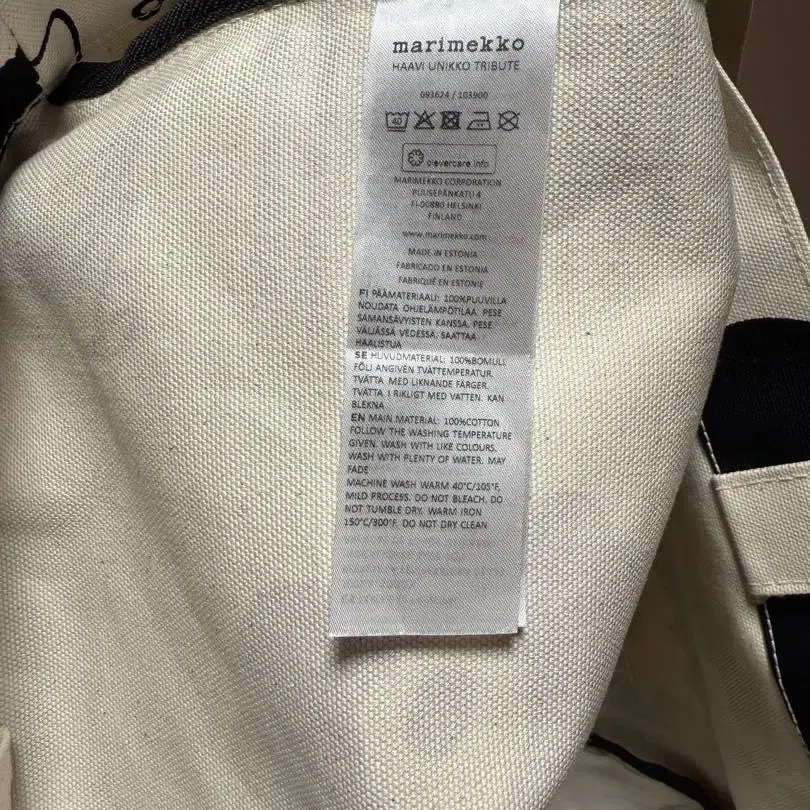 marimekko
HAAVI UNIKKO TRIBUTE
093624 / 103900
40
clevercare.info
MARIMEKKO CORPORATION
PUUSEPÄNKATU 4
FI-00880 HELSINKI
FINLAND
www.marimekko.com
MADE IN ESTONIA
FABRICADO EN ESTONIA
FABRIQUÉ EN ESTONIE
FI PÄÄMATERIAALI: 100%PUUVILLA
NOUDATA OHJELÄMPÖTILAA. PESE
SAMANSÄVYISTEN KANSSA. PESE
VÄLJÄSSÄ VEDESSÄ. SAATTAA
HAALISTUA
SE HUVUDMATERIAL: 100%BOMULL
FÖLJ ANGIVEN TVÄTTEMPERATUR.
TVÄTTA MED LIKNANDE FÄRGER.
TVÄTTA I RIKLIGT MED VATTEN. KAN
BLEKNA
EN MAIN MATERIAL: 100%COTTON
FOLLOW THE WASHING TEMPERATURE
GIVEN. WASH WITH LIKE COLOURS.
WASH WITH PLENTY OF WATER. MAY
FADE
MACHINE WASH WARM 40°C/105°F,
MILD PROCESS. DO NOT BLEACH. DO
NOT TUMBLE DRY. WARM IRON
150°C/300°F. DO NOT DRY CLEAN